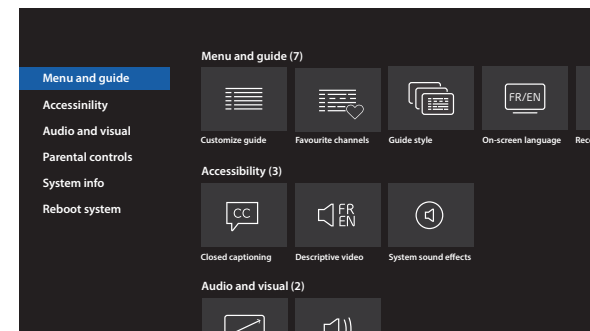 Menu and guide
Accessinility
Audio and visual
Parental controls
System info
Reboot system
Menu and guide (7)
FR/EN
Customize guide
Favourite channels
Guide style
On-screen language
Accessibility (3)
CC
FR
EN
Closed captioning
Descriptive video
System sound effects
Audio and visual (2)